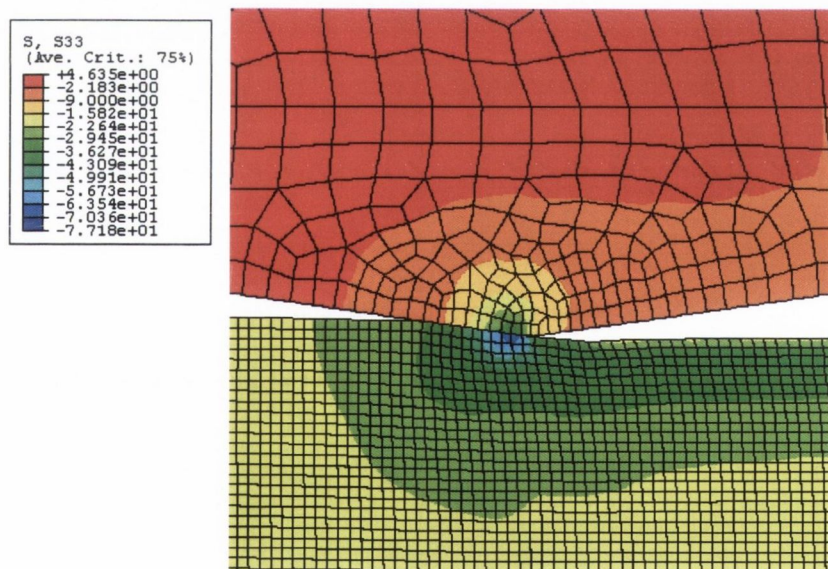 S, S33
(Ave. Crit.: 75%)
+4.635e+00
-2.183e+00
-9.000e+00
-1.582e+01
-2.264e+01
-2.945e+01
-3.627e+01
-4.309e+01
-4.991e+01
-5.673e+01
-6.354e+01
-7.036e+01
-7.718e+01